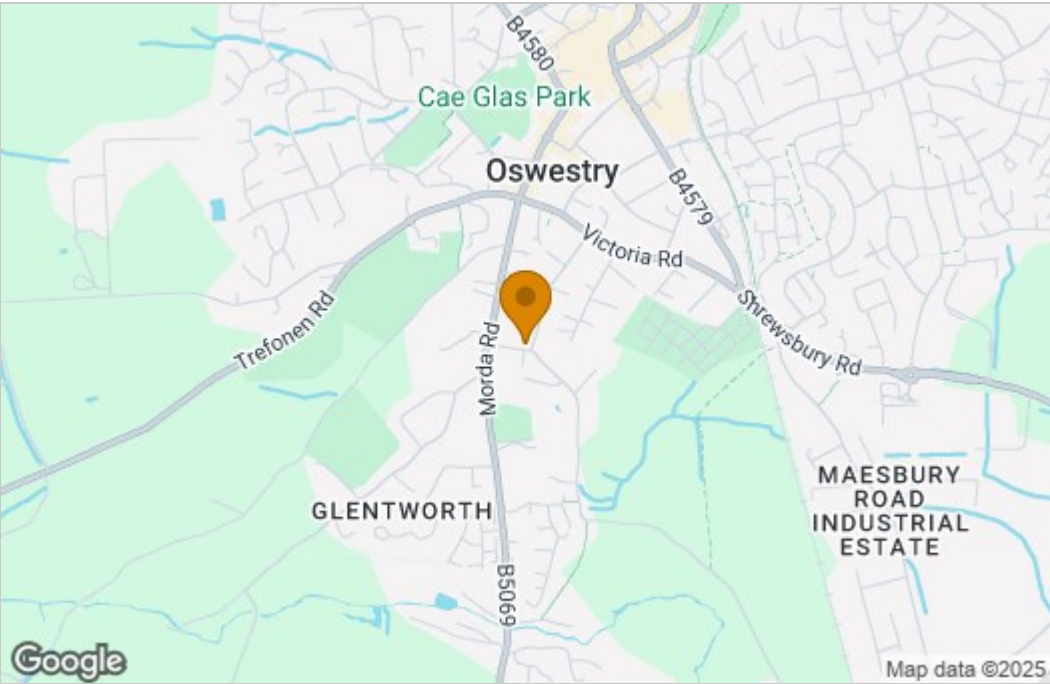 B4580
Cae Glas Park
Oswestry
B4579
Victoria Rd
Shrewsbury Rd
Trefonen Rd
Morda Rd
MAESBURY
ROAD
INDUSTRIAL
ESTATE
GLENTWORTH
B5069
Google
Map data ©2025